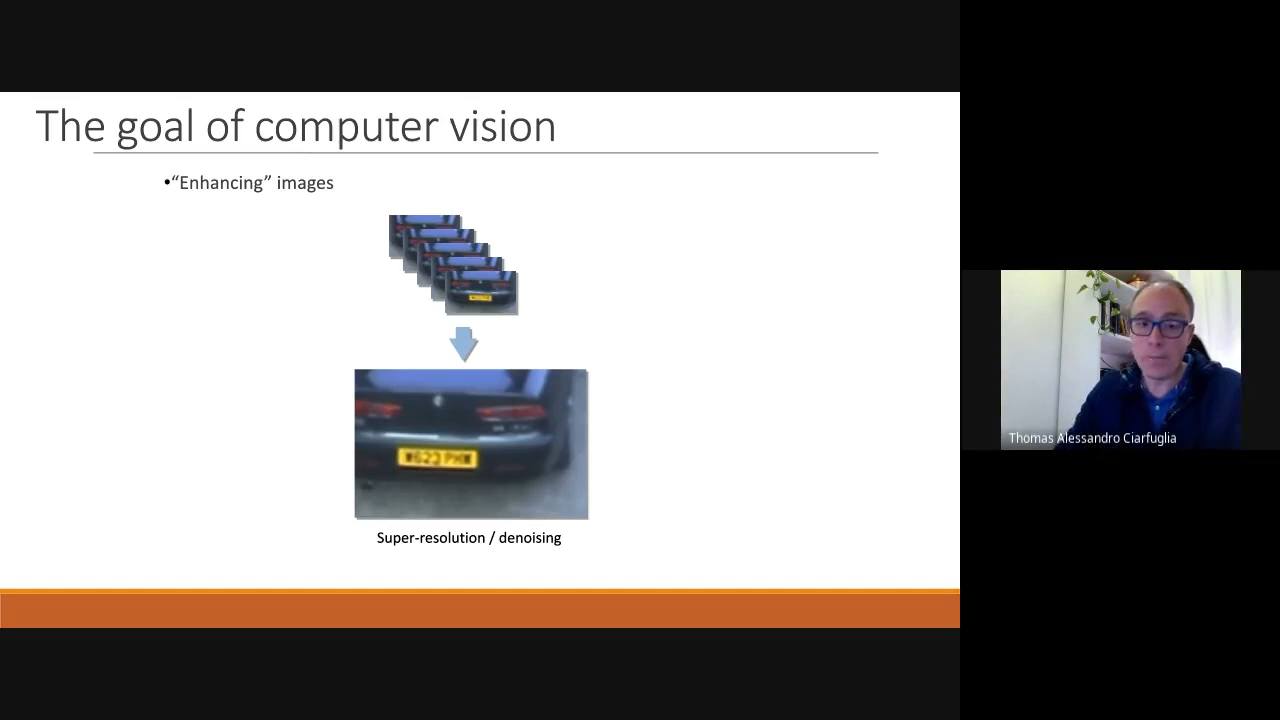 The goal of computer vision
•“Enhancing” images
W623 PHW
Super-resolution / denoising
Thomas Alessandro Ciarfuglia